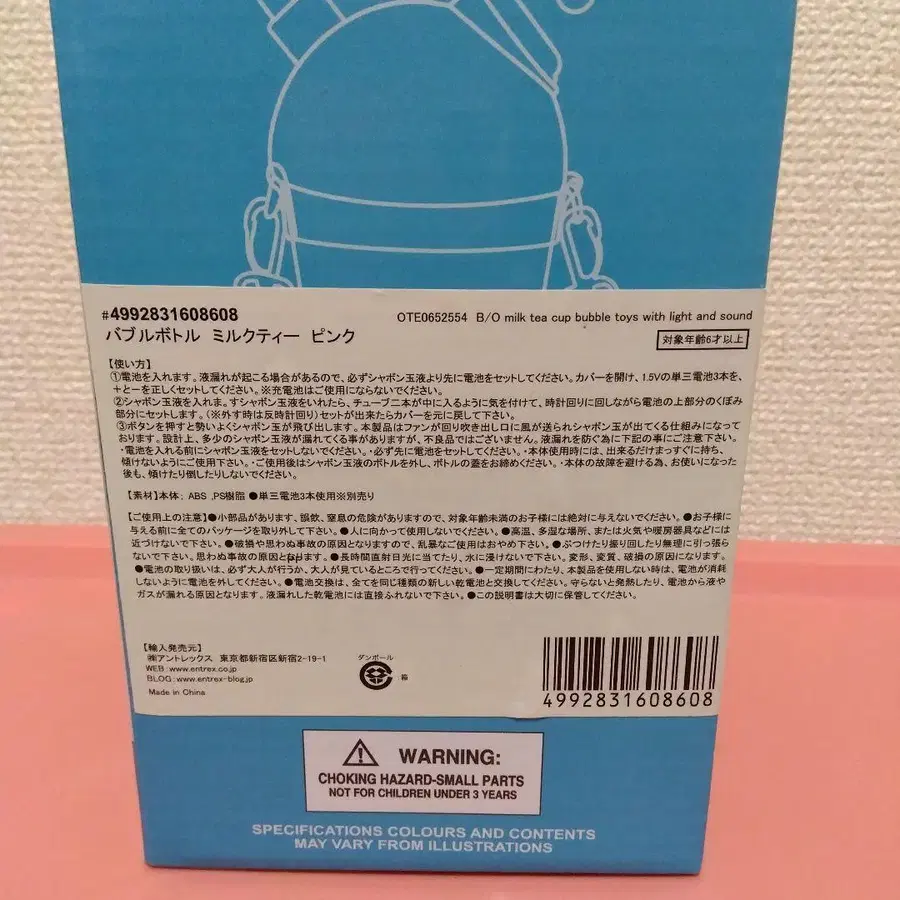 #4992831608608
バブルボトル ミルクティー ピンク
OTE0652554 B/O milk tea cup bubble toys with light and sound
対象年齢6才以上
【使い方】
①電池を入れます。液漏れが起こる場合があるので、必ずシャボン玉液より先に電池をセットしてください。カバーを開け、1.5Vの単三電池3本を、
+と−を正しくセットしてください。※充電池はご使用にならないでください。
②シャボン玉液を入れま。すシャボン玉液をいれたら、チューブ二本が中に入るように気を付けて、時計回りに回しながら電池の上部分のくぼみ
部分にセットします。(※外す時は反時計回り)セットが出来たらカバーを元に戻して下さい。
③ボタンを押すと勢いよくシャボン玉が飛び出します。本製品はファンが回り吹き出し口に風が送られシャボン玉が出てくる仕組みになって
おります。設計上、多少のシャボン玉液が漏れてくる事がありますが、不良品ではございません。液漏れを防ぐ為に下記の事にご注意下さい。
・電池を入れる前にシャボン玉液をセットしないでください。・必ず先に電池をセットしてください。・本体使用時には、出来るだけまっすぐに持ち、
傾けないようにご使用下さい。・ご使用後はシャボン玉液のボトルを外し、ボトルの蓋をお締めください。・本体の故障を避ける為、お使いになった
後も、傾けたり倒したりしないでください。
【素材】本体: ABS ,PS樹脂 ●単三電池3本使用※別売り
【ご使用上の注意】●小部品があります、誤飲、窒息の危険がありますので、対象年齢未満のお子様には絶対に与えないでください。●お子様に
与える前に全てのパッケージを取り外して下さい。●人に向かって使用しないでください。●高温、多湿な場所、または火気や暖房器具などには
近づけないで下さい。●破損や思わぬ事故の原因となりますので、乱暴なご使用はおやめ下さい。●ぶつけたり振り回したり無理に引っ張ら
ないで下さい。思わぬ事故の原因となります。●長時間直射日光に当てたり、水に浸けないで下さい。変形、変質、破損の原因になります。
●電池の取り扱いは、必ず大人が行うか、大人が見ているところで行ってください。●一定期間にわたり、本製品を使用しない時は、電池が消耗
しないように電池を外してください。●電池交換は、全てを同じ種類の新しい乾電池と交換してください。守らないと発熱したり、電池から液や
ガスが漏れる原因となります。液漏れした乾電池には直接ふれないで下さい。●この説明書は大切に保管してください。
【輸入発売元】
㈱アントレックス 東京都新宿区新宿2-19-1
WEB:www.entrex.co.jp
BLOG:www.entrex-blog.jp
Made in China
ダンボール
箱
4992831608608
WARNING:
CHOKING HAZARD-SMALL PARTS
NOT FOR CHILDREN UNDER 3 YEARS
SPECIFICATIONS COLOURS AND CONTENTS
MAY VARY FROM ILLUSTRATIONS